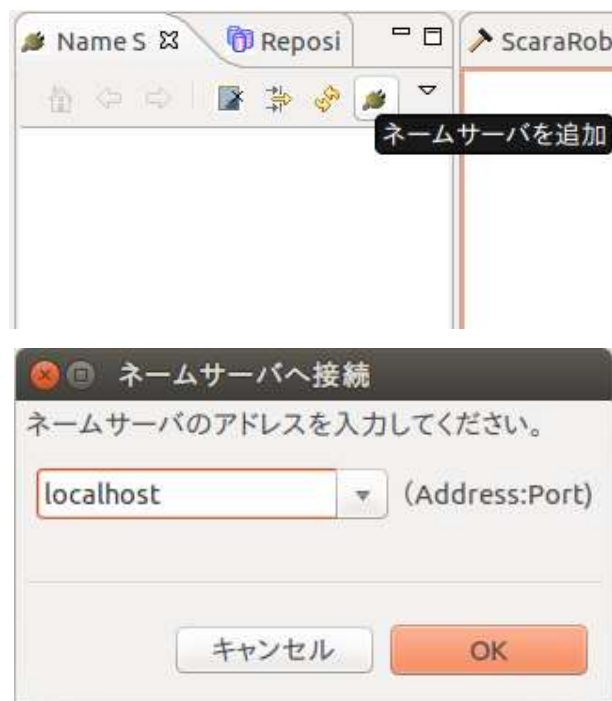 Name S Reposi ScaraRob
ネームサーバを追加
ネームサーバへ接続
ネームサーバのアドレスを入力してください。
localhost (Address:Port)
キャンセル OK